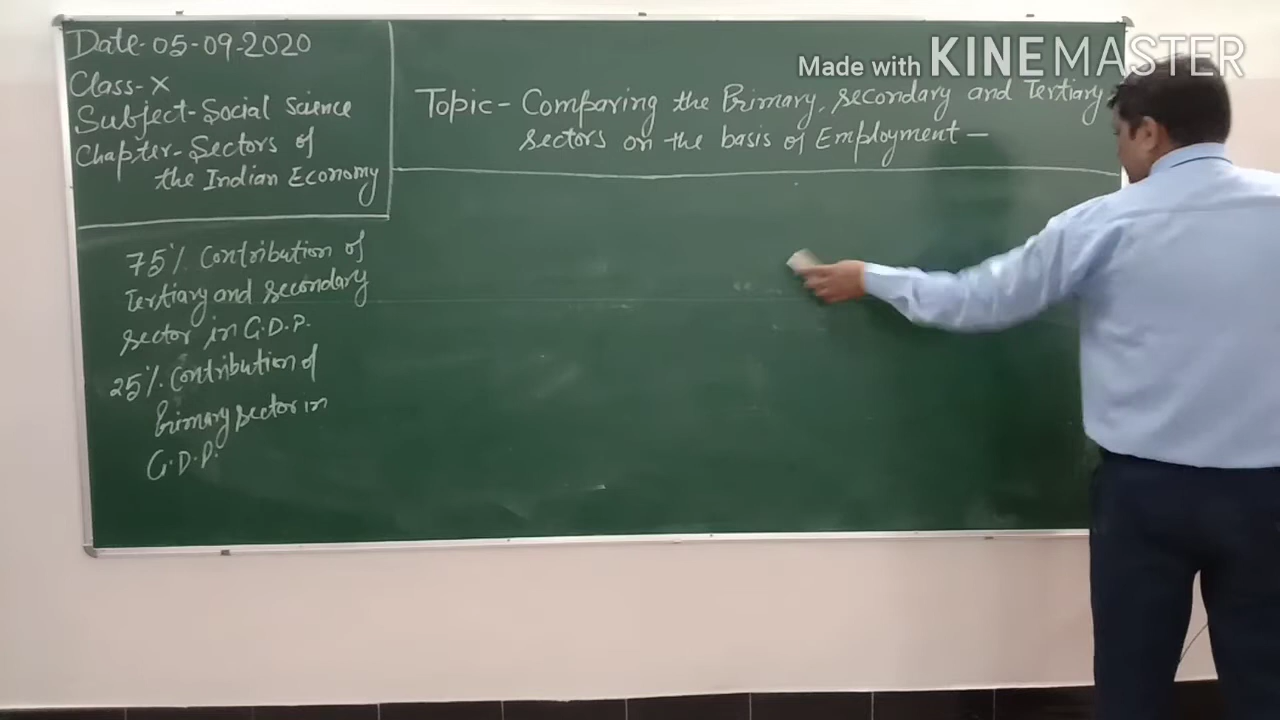 Date-05-09-2020
Class-X
Subject-Social Science
Chapter-Sectors of
the Indian Economy
Topic- Comparing the Primary, Secondary and Tertiary
sectors on the basis of Employment-
75% Contribution of
Tertiary and Secondary
sector in G.D.P.
25% Contribution of
Primary sector in
G.D.P.
Made with KINEMASTER